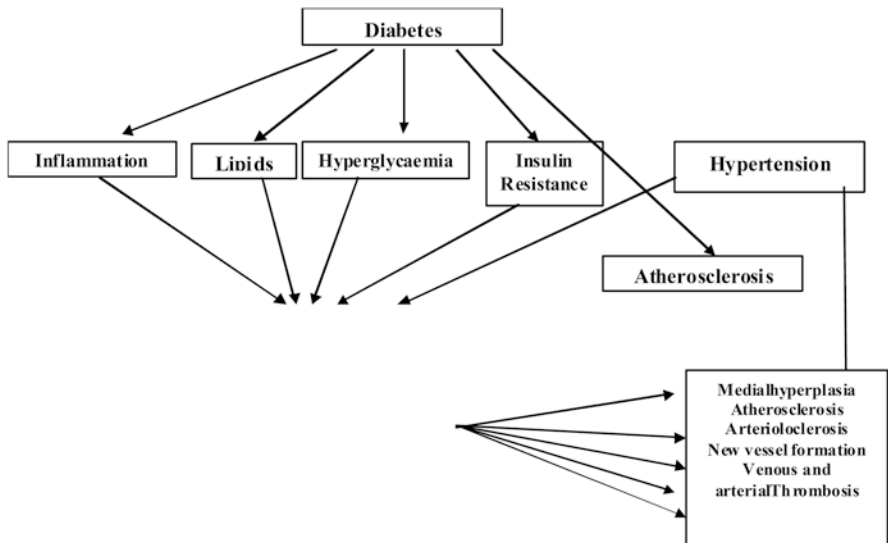 Diabetes
Inflammation
Lipids
Hyperglycaemia
Insulin
Resistance
Hypertension
Atherosclerosis
Medialhyperplasia
Atherosclerosis
Arterioloclerosis
New vessel formation
Venous and
arterialThrombosis